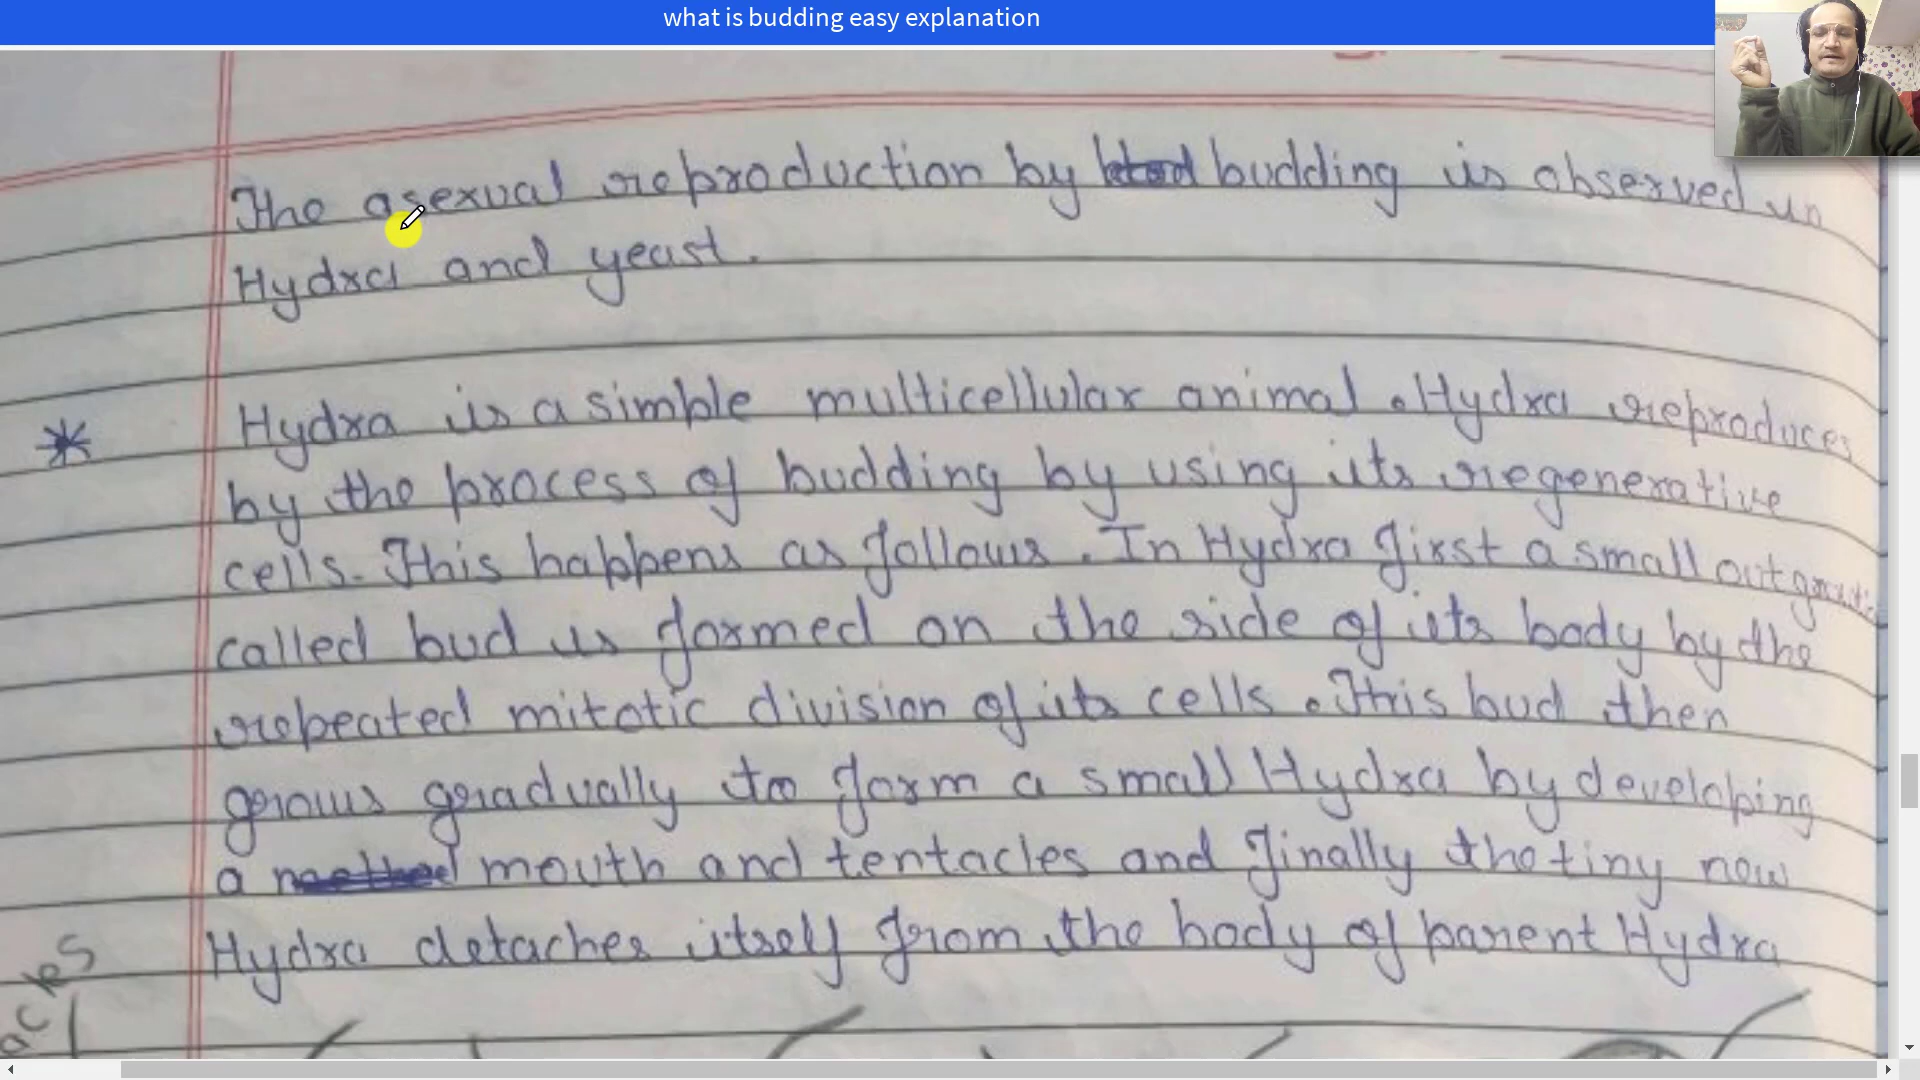 what is budding easy explanation
The asexual reproduction by budding is observed in
Hydra and yeast.
Hydra is a simple multicellular animal. Hydra reproduces
by the process of budding by using its regenerative
cells. This happens as follows. In Hydra first a small
called bud is formed on the side of its body by the
repeated mitotic division of its cells. This bud then
grows gradually to form a small Hydra by developing
a mouth and tentacles and finally the tiny new
Hydra detaches itself from the body of parent Hydra